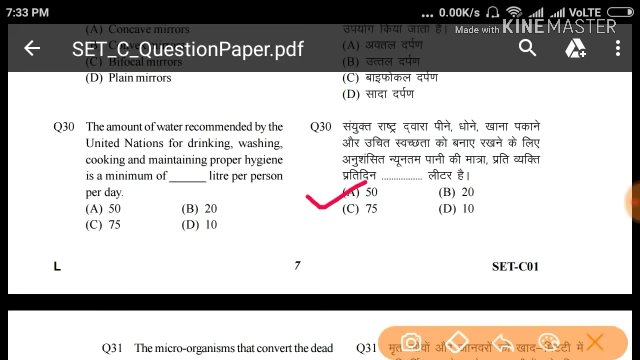 7:33 PM
... 0.00K/s VoLTE
Made with KINEMASTER
SET_C_QuestionPaper.pdf
(A) Concave mirrors
(C) Bifocal mirrors
(D) Plain mirrors
उपयोग किया जाता है।
(A) अवतल दर्पण
(B) उत्तल दर्पण
(C) बाइफोकल दर्पण
(D) सादा दर्पण
Q30 The amount of water recommended by the
United Nations for drinking, washing,
cooking and maintaining proper hygiene
is a minimum of ______ litre per person
per day.
(A) 50 (B) 20
(C) 75 (D) 10
Q30 संयुक्त राष्ट्र द्वारा पीने, धोने, खाना पकाने
और उचित स्वच्छता को बनाए रखने के लिए
अनुशंसित न्यूनतम पानी की मात्रा, प्रति व्यक्ति
प्रतिदिन ................ लीटर है।
(A) 50 (B) 20
(C) 75 (D) 10
L 7 SET-C01
Q31 The micro-organisms that convert the dead
Q31 मृत